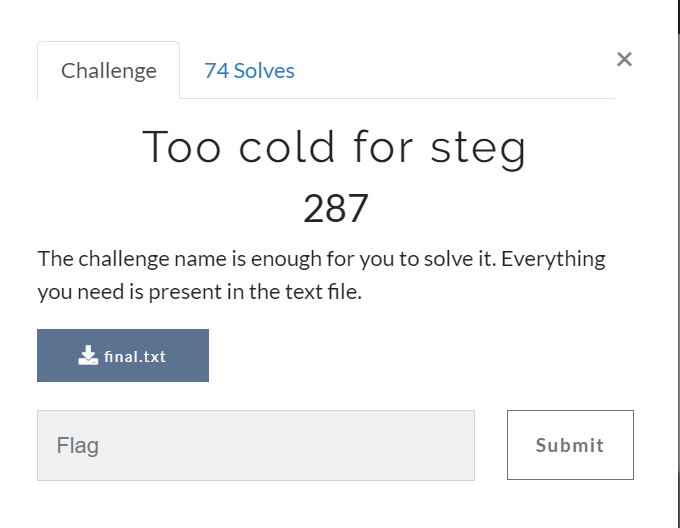 Challenge
74 Solves
×
Too cold for steg
287
The challenge name is enough for you to solve it. Everything
you need is present in the text file.
final.txt
Flag
Submit